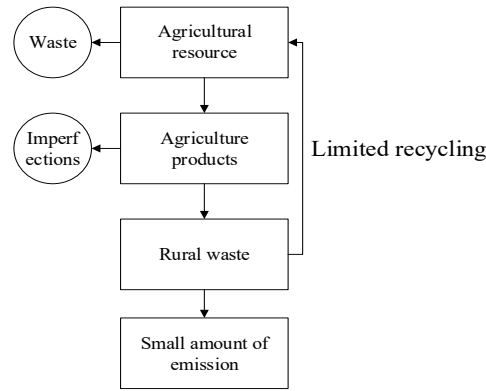 Waste
Agricultural
resource
Imperf
ections
Agriculture
products
Limited recycling
Rural waste
Small amount of
emission